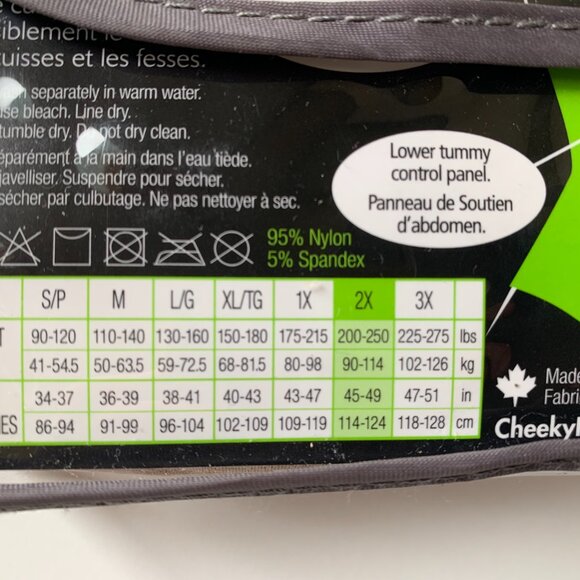 siblement le
cuisses et les fesses.
separately in warm water.
use bleach. Line dry.
tumble dry. Do not dry clean.
séparément à la main dans l'eau tiède.
javelliser. Suspendre pour sécher.
sécher par culbutage. Ne pas nettoyer à sec.
Lower tummy
control panel.
Panneau de Soutien
d'abdomen.
95% Nylon
5% Spandex
S/P M L/G XL/TG 1X 2X 3X
T 90-120 110-140 130-160 150-180 175-215 200-250 225-275 lbs
41-54.5 50-63.5 59-72.5 68-81.5 80-98 90-114 102-126 kg
34-37 36-39 38-41 40-43 43-47 45-49 47-51 in
ES 86-94 91-99 96-104 102-109 109-119 114-124 118-128 cm
Made
Fabri
Cheeky